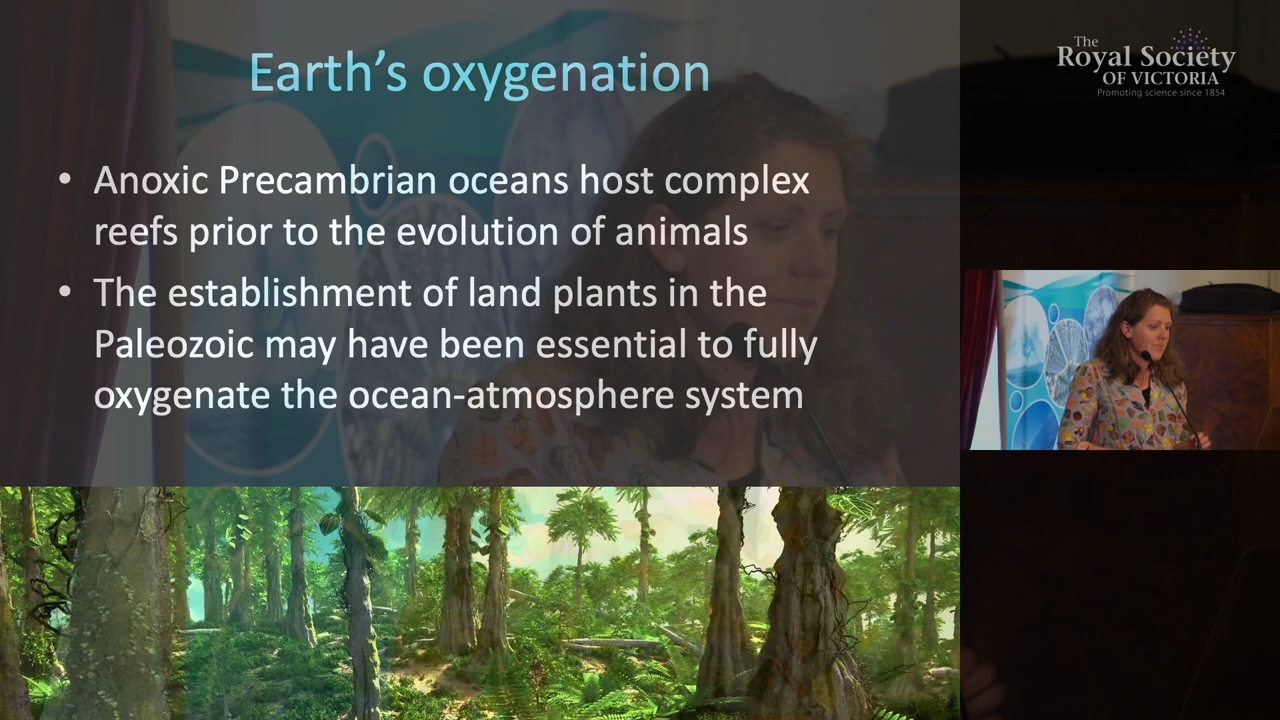 Earth's oxygenation
The
Royal Society
OF VICTORIA
Promoting science since 1854
• Anoxic Precambrian oceans host complex
reefs prior to the evolution of animals
• The establishment of land plants in the
Paleozoic may have been essential to fully
oxygenate the ocean-atmosphere system